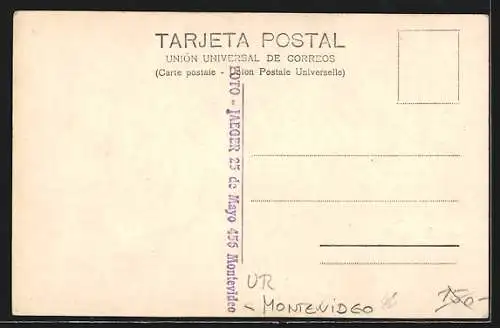 TARJETA POSTAL
UNIÓN UNIVERSAL DE CORREOS
(Carte postale - Union Postale Universelle)
FOTO - JAEGER 25 de Mayo 456 Montevideo
UR
- MONTEVIDEO
150-